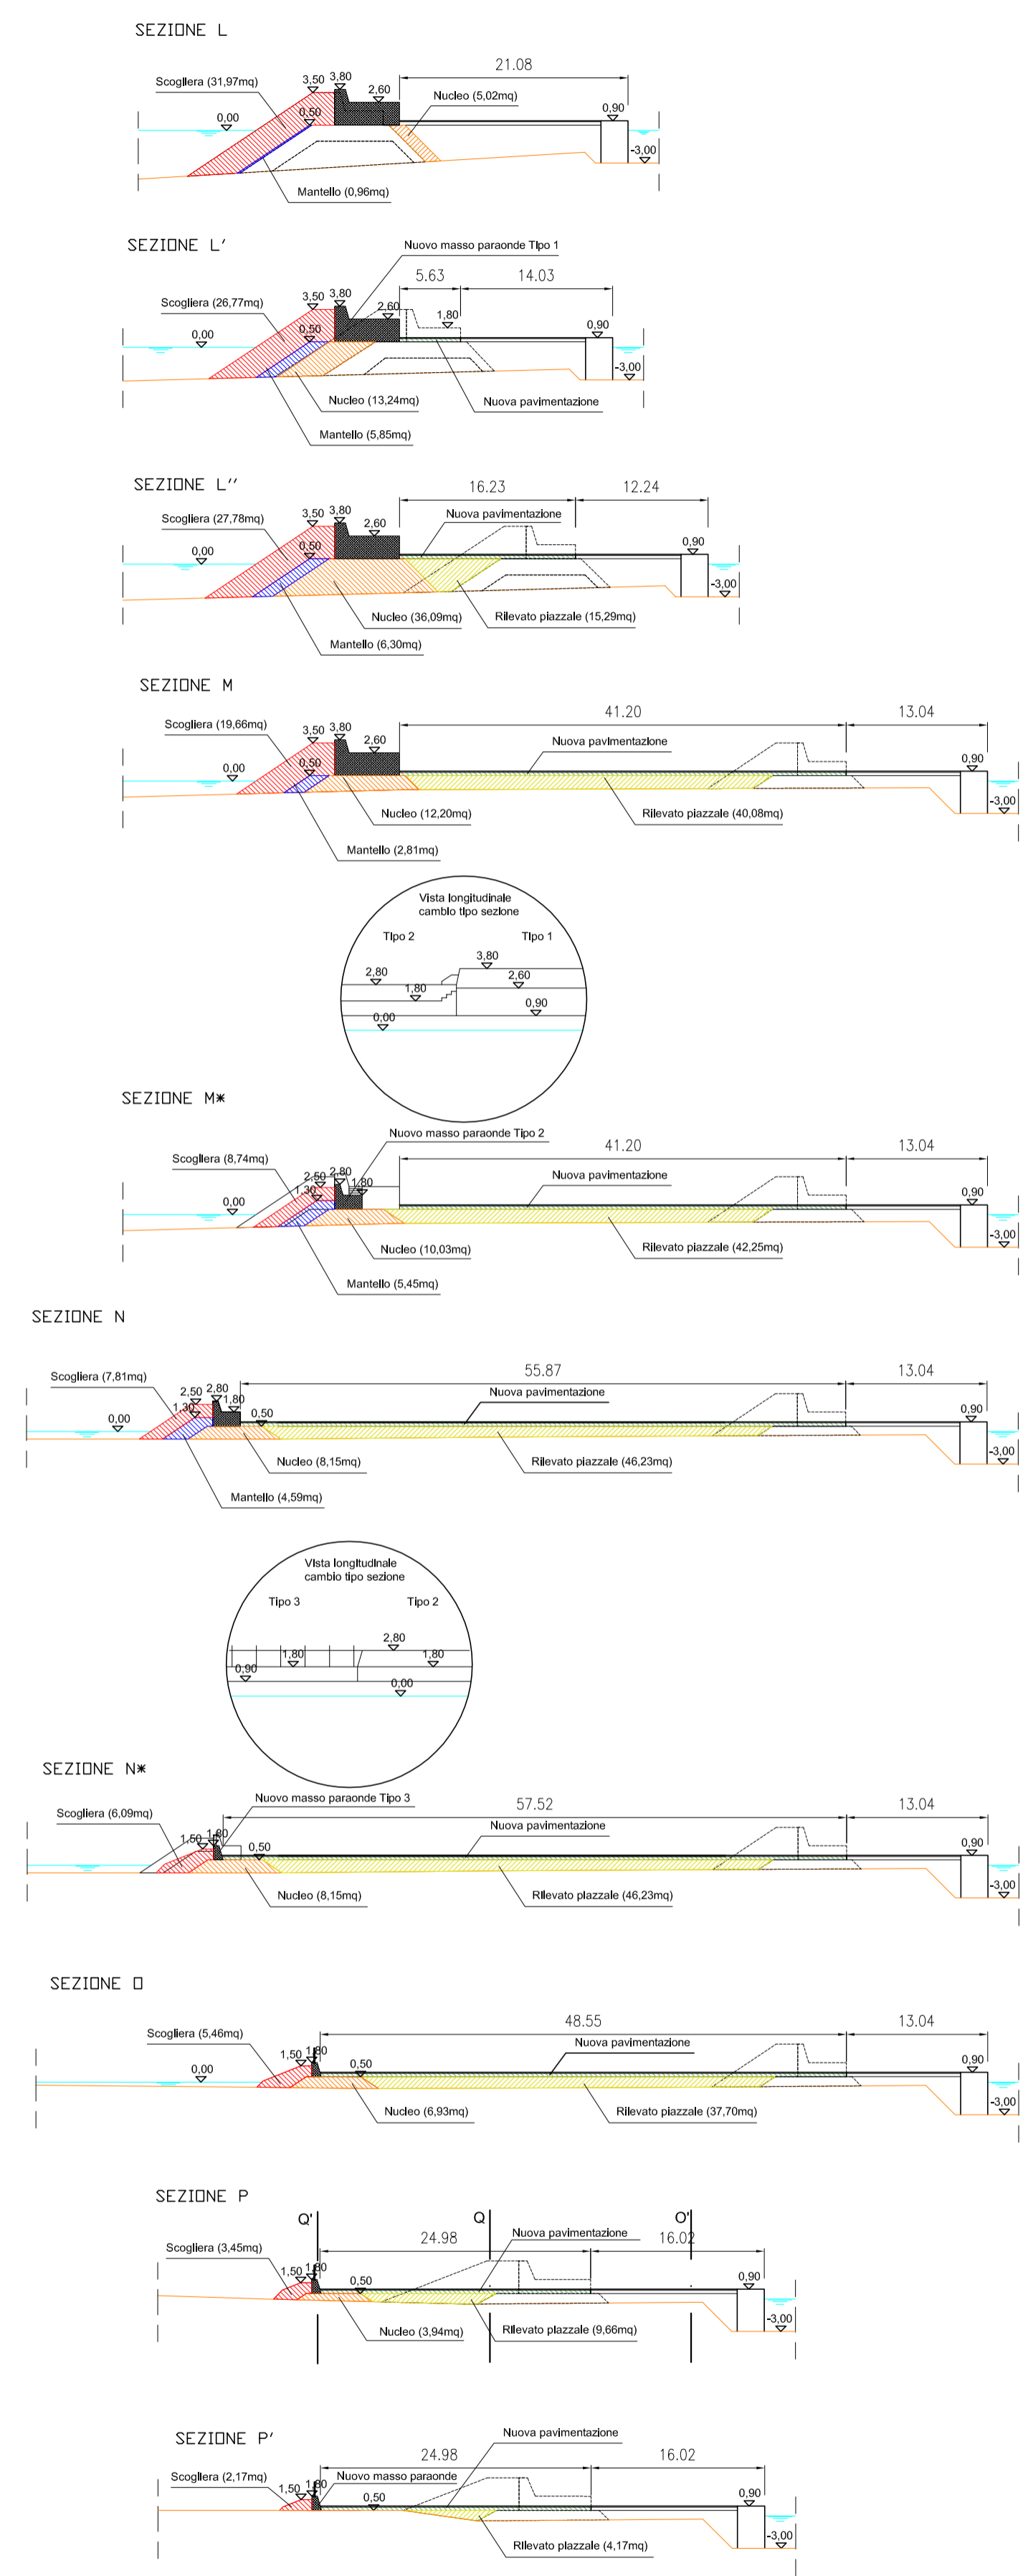 SEZIONE L
21.08
Scogliera (31,97mq)
3,50 3,80
2,60
Nucleo (5,02mq)
0,00
0,50
0,90
-3,00
Mantello (0,96mq)
SEZIONE L'
Nuovo masso paraonde Tipo 1
5.63
14.03
Scogliera (26,77mq)
3,50 3,80
2,60
1,80
0,00
0,50
0,90
-3,00
Nucleo (13,24mq)
Nuova pavimentazione
Mantello (5,85mq)
SEZIONE L''
16.23
12.24
Scogliera (27,78mq)
3,50 3,80
Nuova pavimentazione
2,60
0,00
0,50
0,90
-3,00
Nucleo (36,09mq)
Rilevato piazzale (15,29mq)
Mantello (6,30mq)
SEZIONE M
41.20
13.04
Scogliera (19,66mq)
3,50 3,80
2,60
Nuova pavimentazione
0,00
0,50
0,90
-3,00
Nucleo (12,20mq)
Rilevato piazzale (40,08mq)
Mantello (2,81mq)
Vista longitudinale
cambio tipo sezione
Tipo 2
Tipo 1
3,80
2,80
2,60
1,80
0,90
0,00
SEZIONE M*
Nuovo masso paraonde Tipo 2
41.20
13.04
Scogliera (8,74mq)
2,50 2,80
Nuova pavimentazione
1,30
1,80
0,00
0,90
-3,00
Nucleo (10,03mq)
Rilevato piazzale (42,25mq)
Mantello (5,45mq)
SEZIONE N
55.87
13.04
Scogliera (7,81mq)
2,50 2,80
Nuova pavimentazione
1,30
1,80
0,00
0,50
0,90
-3,00
Nucleo (8,15mq)
Rilevato piazzale (46,23mq)
Mantello (4,59mq)
Vista longitudinale
cambio tipo sezione
Tipo 3
Tipo 2
2,80
1,80
1,80
0,90
0,00
SEZIONE N*
Nuovo masso paraonde Tipo 3
57.52
13.04
Scogliera (6,09mq)
Nuova pavimentazione
1,50 1,80
0,50
0,90
-3,00
Nucleo (8,15mq)
Rilevato piazzale (46,23mq)
SEZIONE O
48.55
13.04
Scogliera (5,46mq)
Nuova pavimentazione
1,50 1,80
0,00
0,50
0,90
-3,00
Nucleo (6,93mq)
Rilevato piazzale (37,70mq)
SEZIONE P
Q'
Q
O'
24.98
Nuova pavimentazione
16.02
Scogliera (3,45mq)
1,50 1,80
0,50
0,90
-3,00
Nucleo (3,94mq)
Rilevato piazzale (9,66mq)
SEZIONE P'
Nuova pavimentazione
24.98
16.02
Scogliera (2,17mq)
Nuovo masso paraonde
1,50 1,80
0,50
0,90
-3,00
Rilevato piazzale (4,17mq)